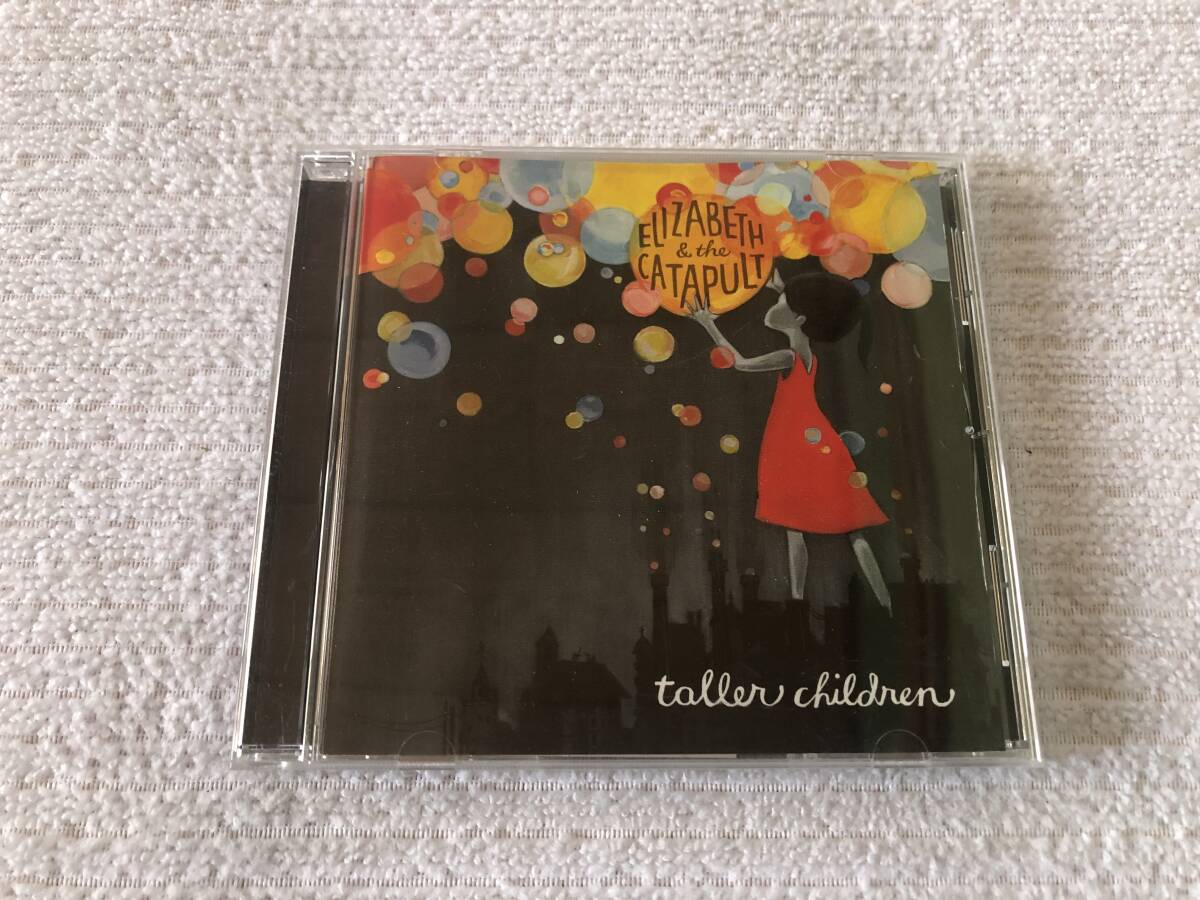 ELIZABETH
& the
CATAPULT
taller children